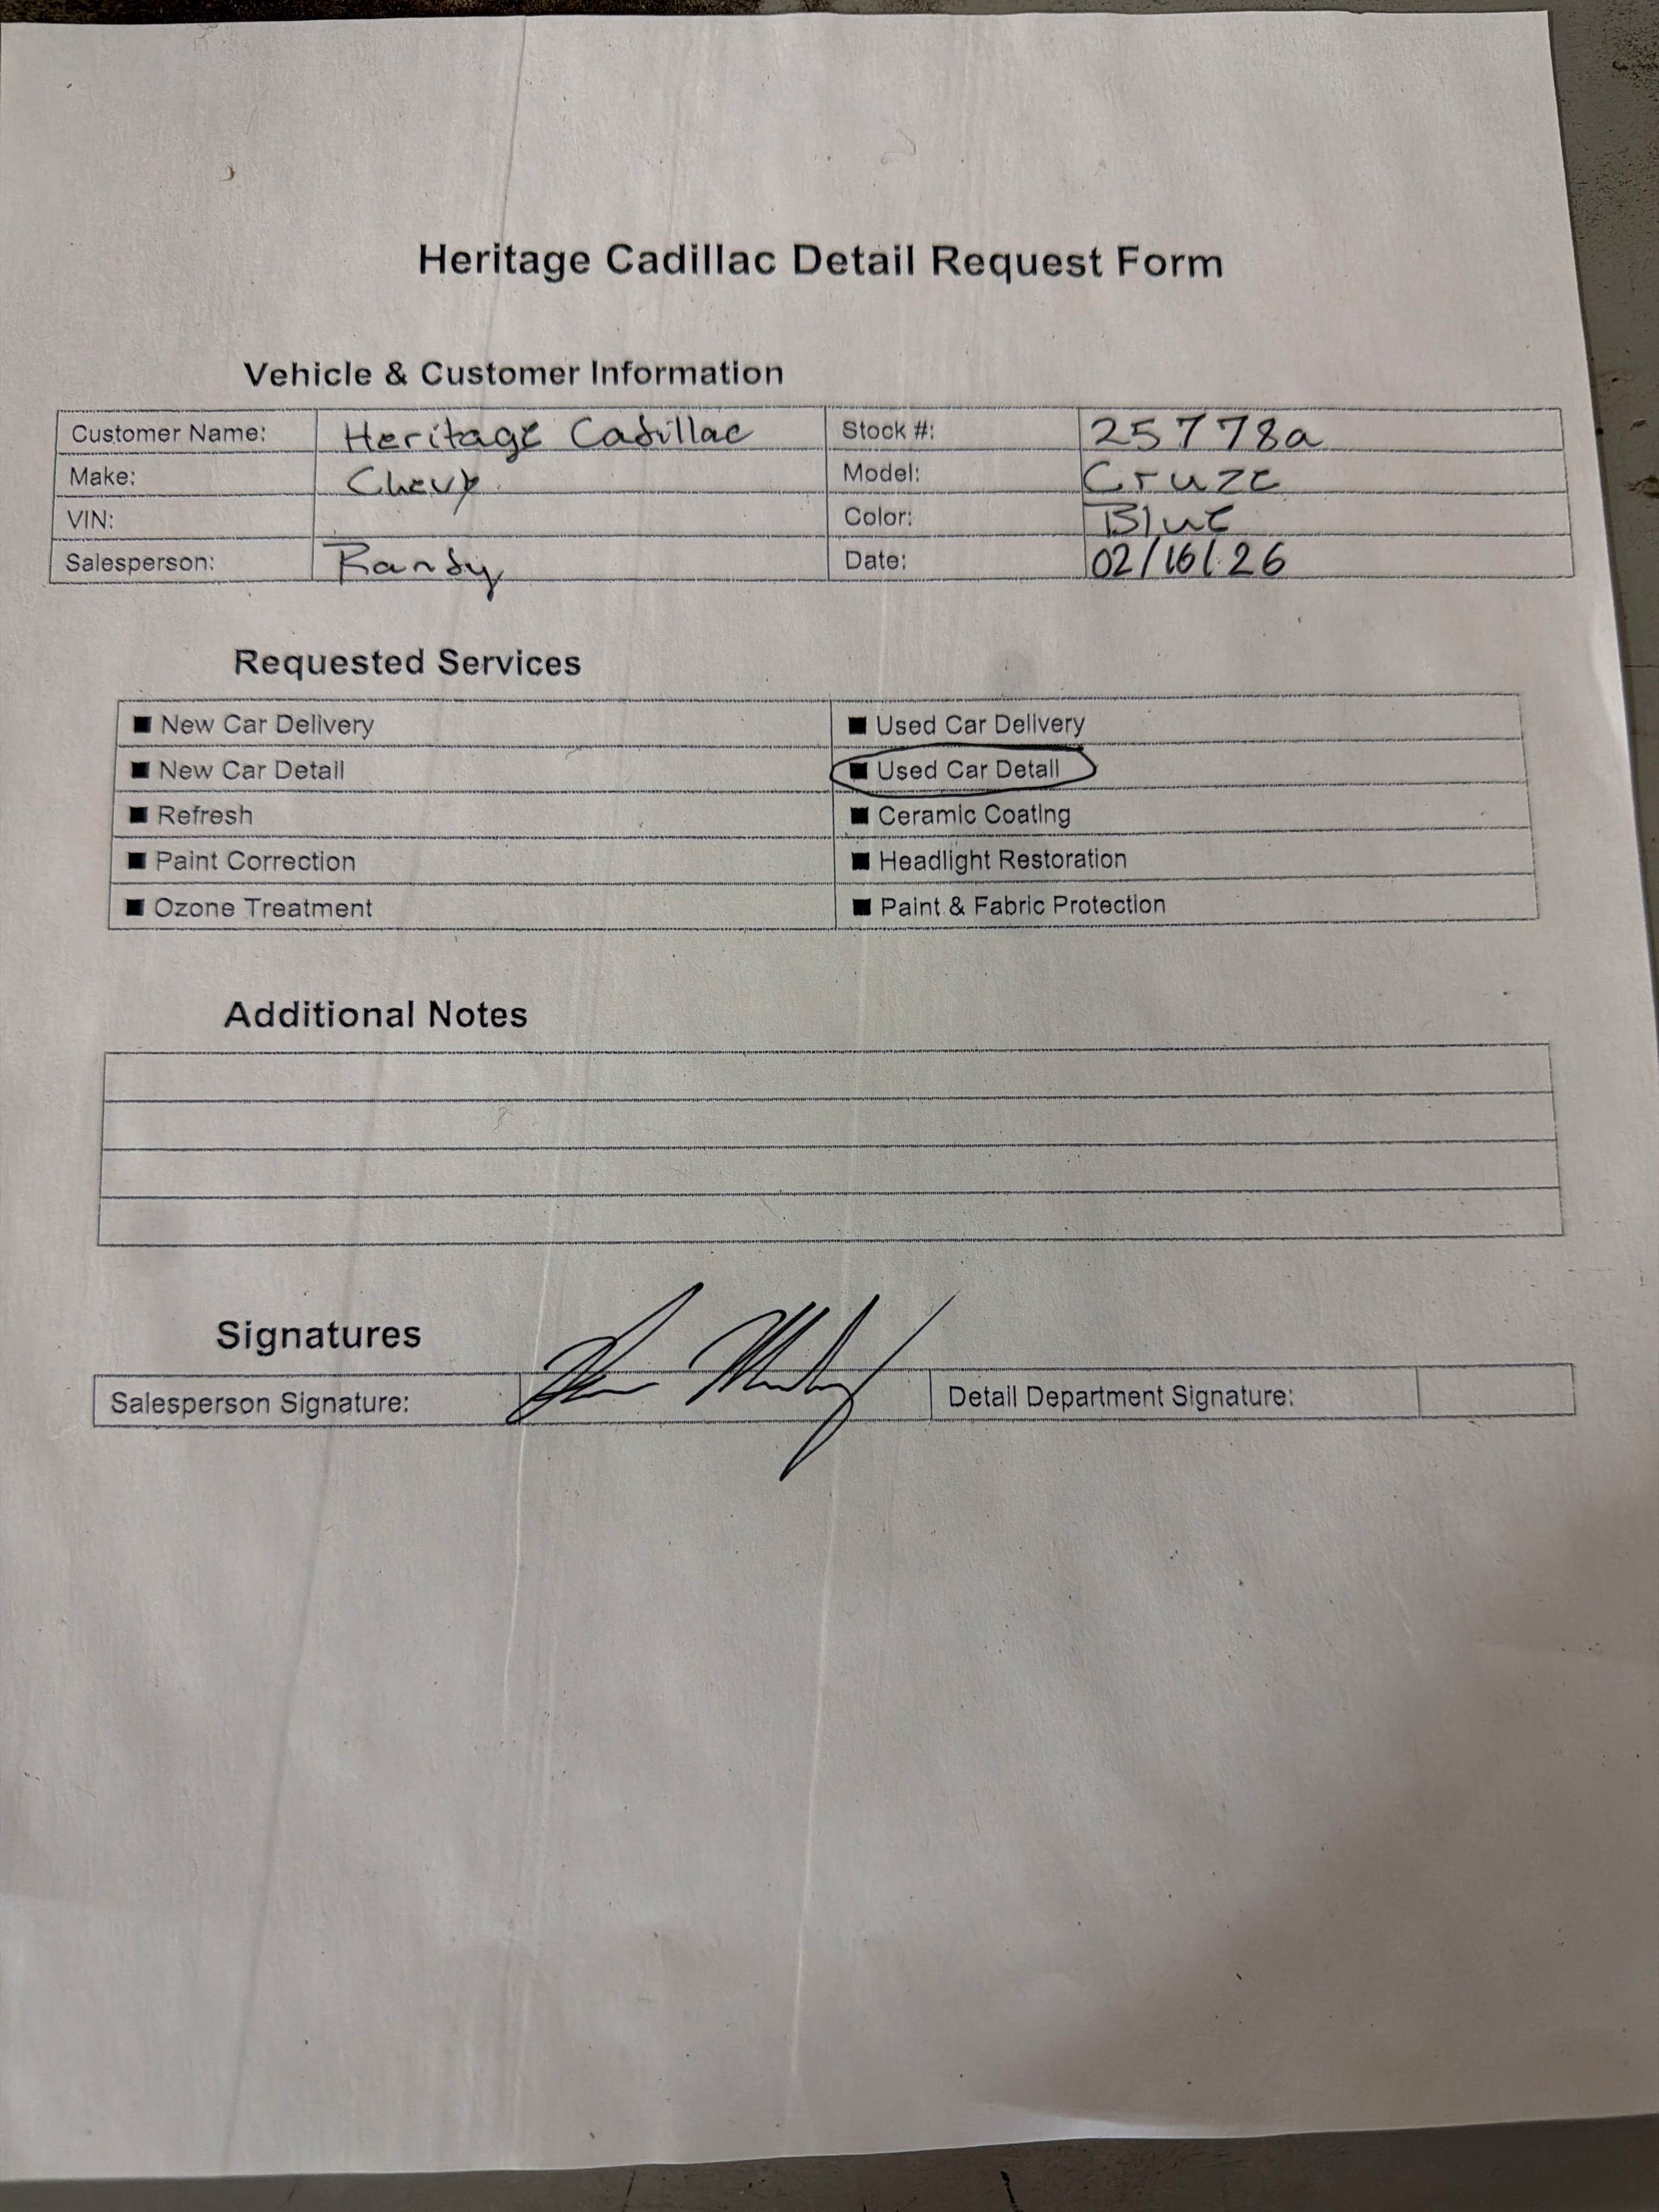 Heritage Cadillac Detail Request Form
Vehicle & Customer Information
Customer Name: Heritage Cadillac Stock #: 25778a
Make: Chevy Model: Cruze
VIN: Color: Blue
Salesperson: Randy Date: 02/16/26
Requested Services
■ New Car Delivery ■ Used Car Delivery
■ New Car Detail ■ Used Car Detail
■ Refresh ■ Ceramic Coating
■ Paint Correction ■ Headlight Restoration
■ Ozone Treatment ■ Paint & Fabric Protection
Additional Notes
Signatures
Salesperson Signature: Detail Department Signature: